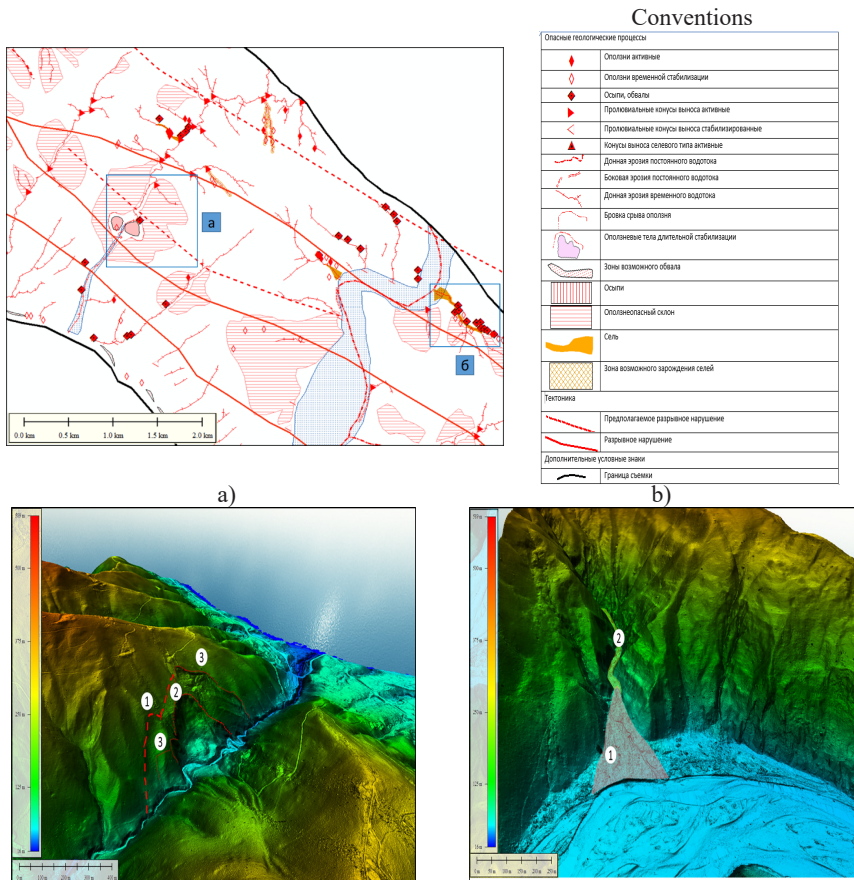 Conventions
Опасные геологические процессы
Оползни активные
Оползни временной стабилизации
Осыпи, обвалы
Пролювиальные конусы выноса активные
Пролювиальные конусы выноса стабилизированные
Конусы выноса селевого типа активные
Донная эрозия постоянного водотока
Боковая эрозия постоянного водотока
Донная эрозия временного водотока
Бровка срыва оползня
Оползневые тела длительной стабилизации
Зоны возможного обвала
Осыпи
Оползнеопасный склон
Сель
Зона возможного зарождения селей
Тектоника
Предполагаемое разрывное нарушение
Разрывное нарушение
Дополнительные условные знаки
Граница съемки
а
б
0.0 km 0.5 km 1.0 km 1.5 km 2.0 km
a)
b)
3
1
2
3
2
1